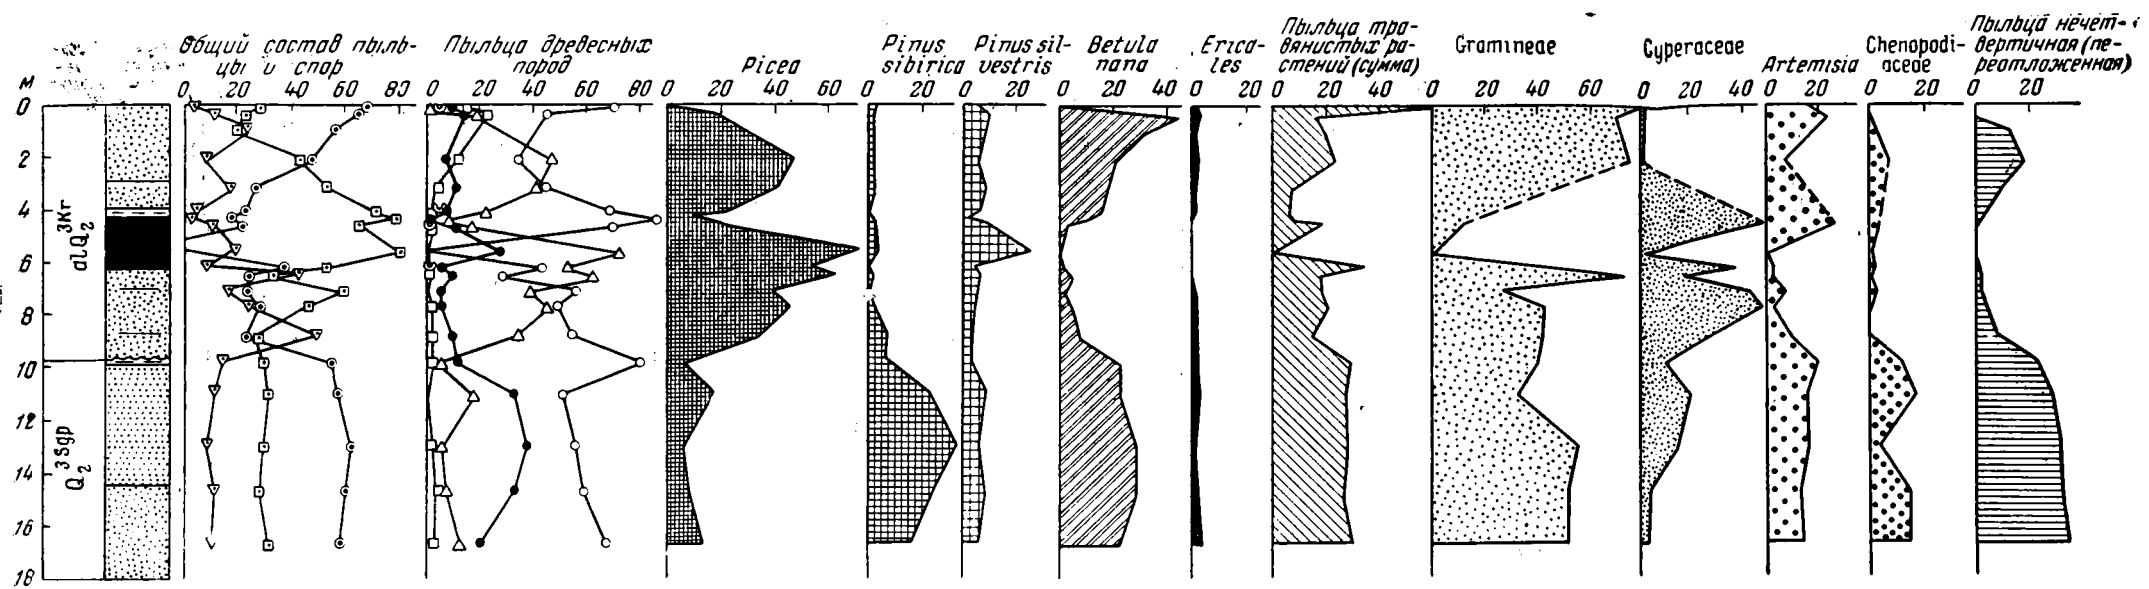 Общий состав пыль-
цы и спор
Пыльца древесных
пород
Picea
Pinus
sibirica
Pinus sil-
vestris
Betula
nana
Erica-
les
Пыльца тра-
вянистых ра-
стений (сумма)
Gramineae
Cyperaceae
Artemisia
Chenopodi-
aceae
Пыльца нечет-
вертичная (пе-
реотложенная)
м
0 20 40 60 80
0 20 40 60 80
0 20 40 60
0 20
0 20
0 20 40
0 20
0 20 40 60
0 20 40 60
0 20 40
0 20
0 20
0 20
0
2
4
6
8
10
12
14
16
18
alQ₂³ᴷʳ
Q₂³ˢᵍᵖ